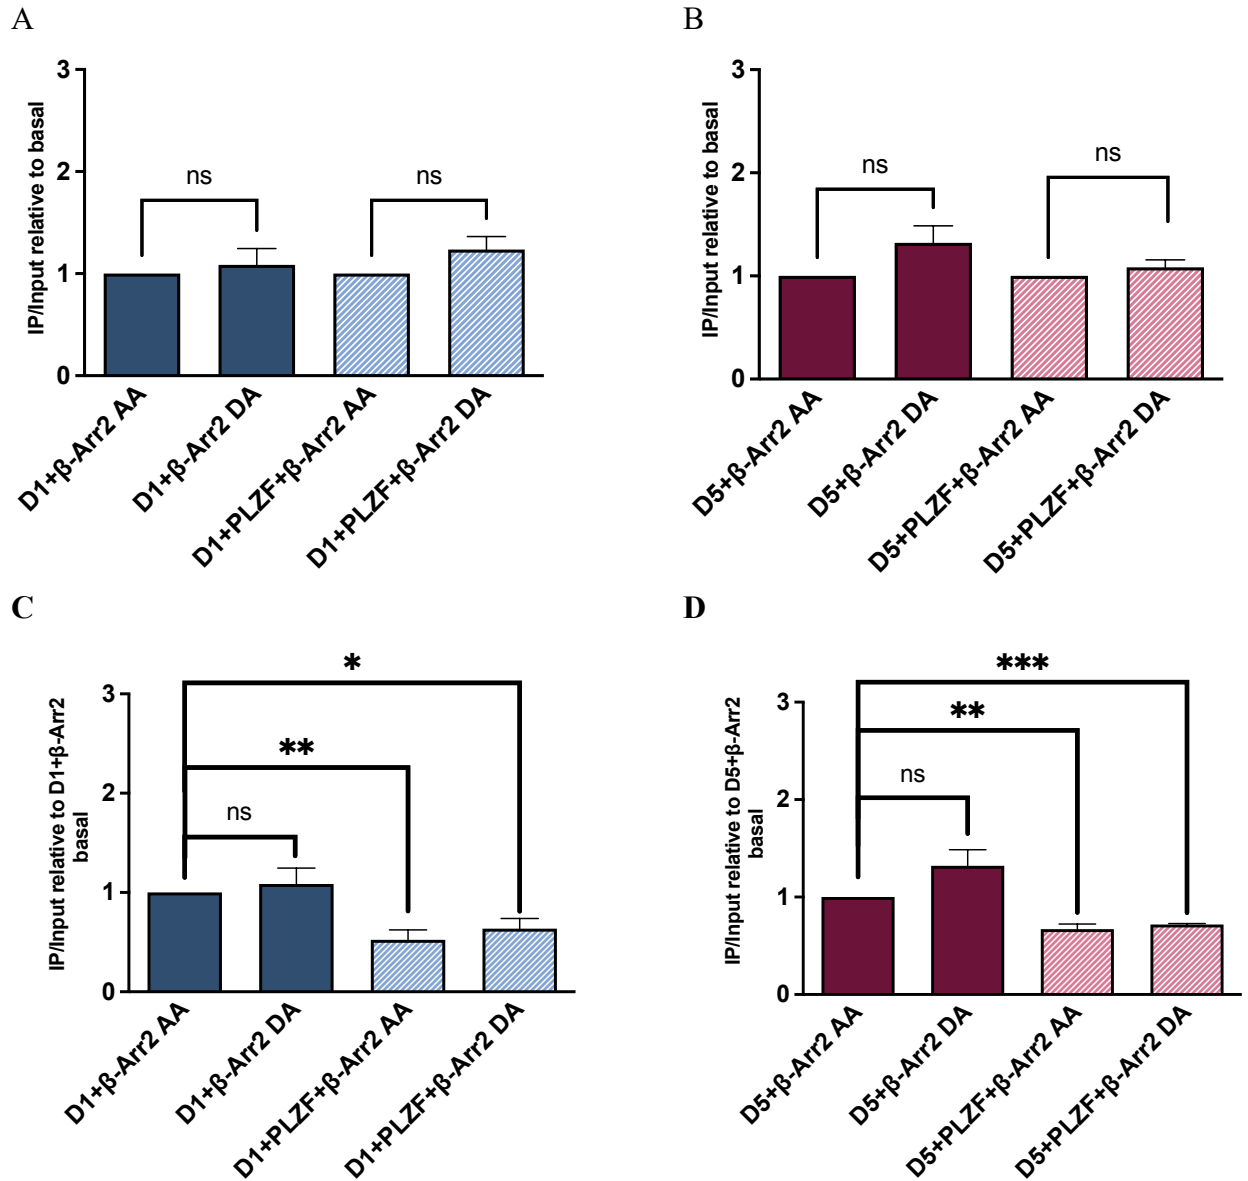 A
IP/Input relative to basal
3
2
1
0
ns
ns
D1+β-Arr2 AA
D1+β-Arr2 DA
D1+PLZF+β-Arr2 AA
D1+PLZF+β-Arr2 DA
B
IP/Input relative to basal
3
2
1
0
ns
ns
D5+β-Arr2 AA
D5+β-Arr2 DA
D5+PLZF+β-Arr2 AA
D5+PLZF+β-Arr2 DA
C
IP/Input relative to D1+β-Arr2
basal
3
2
1
0
*
**
ns
D1+β-Arr2 AA
D1+β-Arr2 DA
D1+PLZF+β-Arr2 AA
D1+PLZF+β-Arr2 DA
D
IP/Input relative to D5+β-Arr2
basal
3
2
1
0
***
**
ns
D5+β-Arr2 AA
D5+β-Arr2 DA
D5+PLZF+β-Arr2 AA
D5+PLZF+β-Arr2 DA